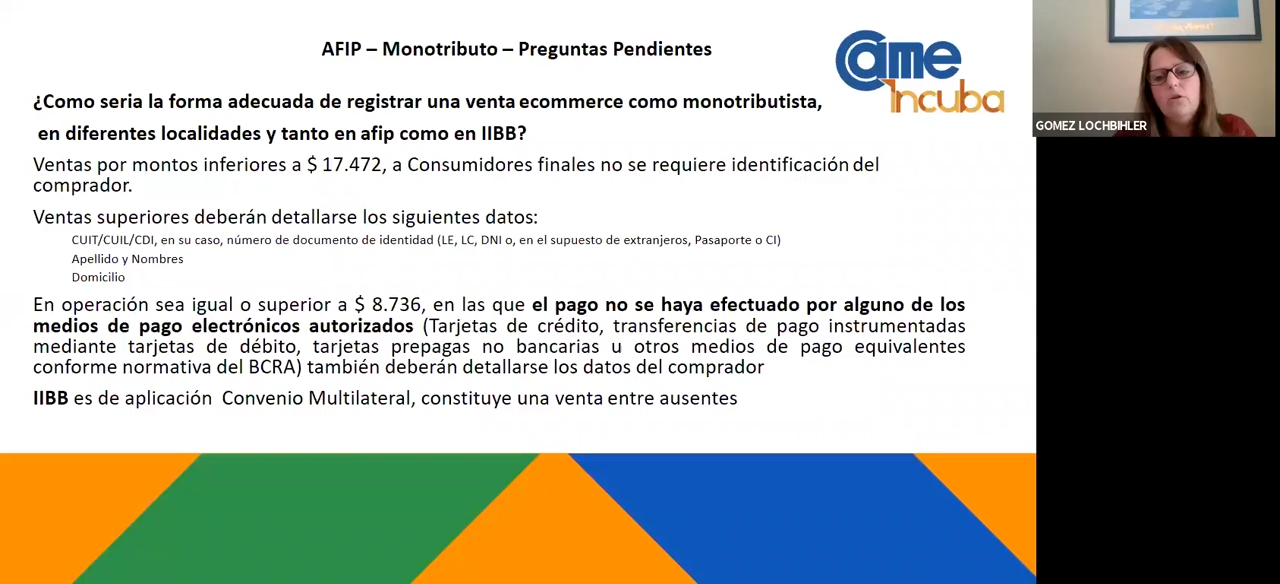 AFIP – Monotributo – Preguntas Pendientes
Came
incuba
GOMEZ LOCHBIHLER
¿Como seria la forma adecuada de registrar una venta ecommerce como monotributista,
en diferentes localidades y tanto en afip como en IIBB?
Ventas por montos inferiores a $ 17.472, a Consumidores finales no se requiere identificación del
comprador.
Ventas superiores deberán detallarse los siguientes datos:
CUIT/CUIL/CDI, en su caso, número de documento de identidad (LE, LC, DNI o, en el supuesto de extranjeros, Pasaporte o CI)
Apellido y Nombres
Domicilio
En operación sea igual o superior a $ 8.736, en las que el pago no se haya efectuado por alguno de los
medios de pago electrónicos autorizados (Tarjetas de crédito, transferencias de pago instrumentadas
mediante tarjetas de débito, tarjetas prepagas no bancarias u otros medios de pago equivalentes
conforme normativa del BCRA) también deberán detallarse los datos del comprador
IIBB es de aplicación Convenio Multilateral, constituye una venta entre ausentes